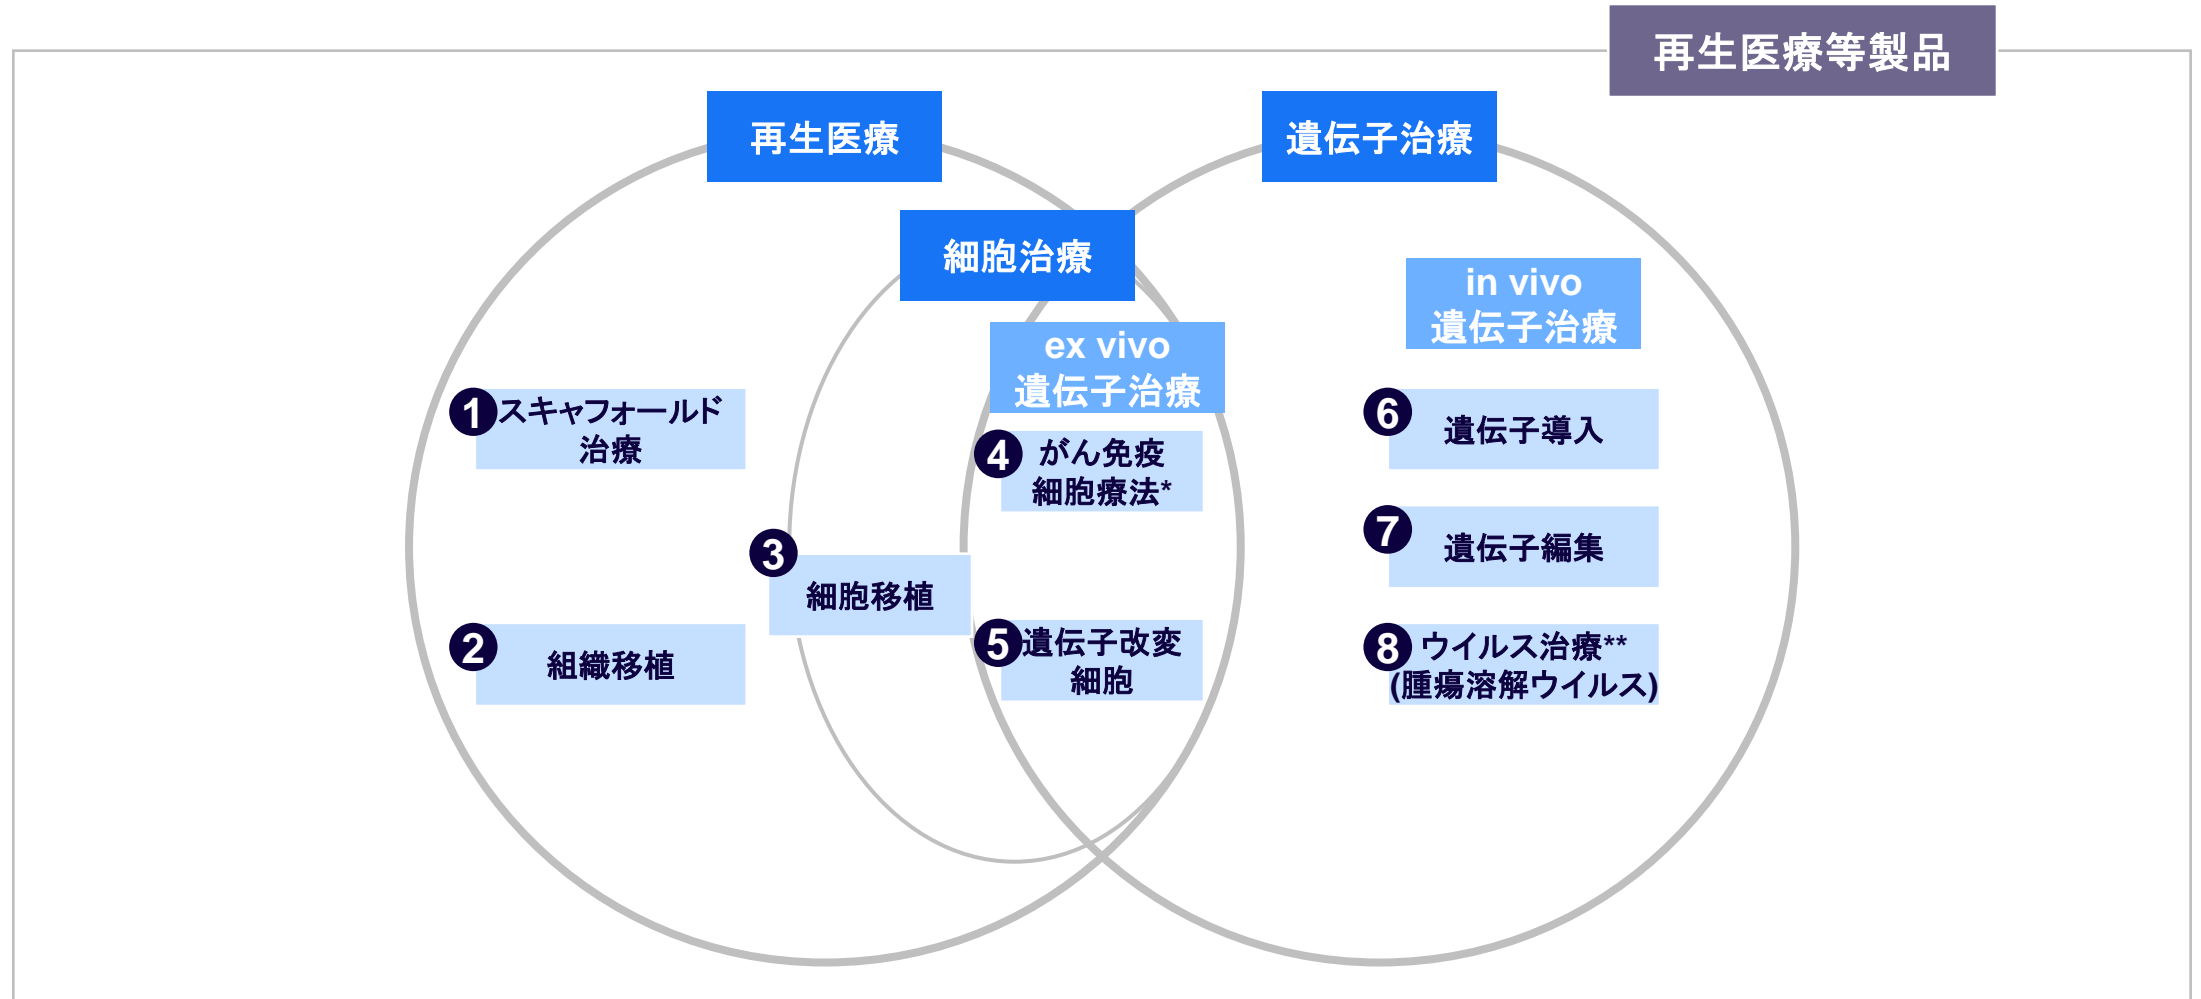 再生医療等製品
再生医療
遺伝子治療
細胞治療
in vivo
遺伝子治療
ex vivo
遺伝子治療
1
スキャフォールド
治療
2
組織移植
3
細胞移植
4
がん免疫
細胞療法*
5
遺伝子改変
細胞
6
遺伝子導入
7
遺伝子編集
8
ウイルス治療**
(腫瘍溶解ウイルス)